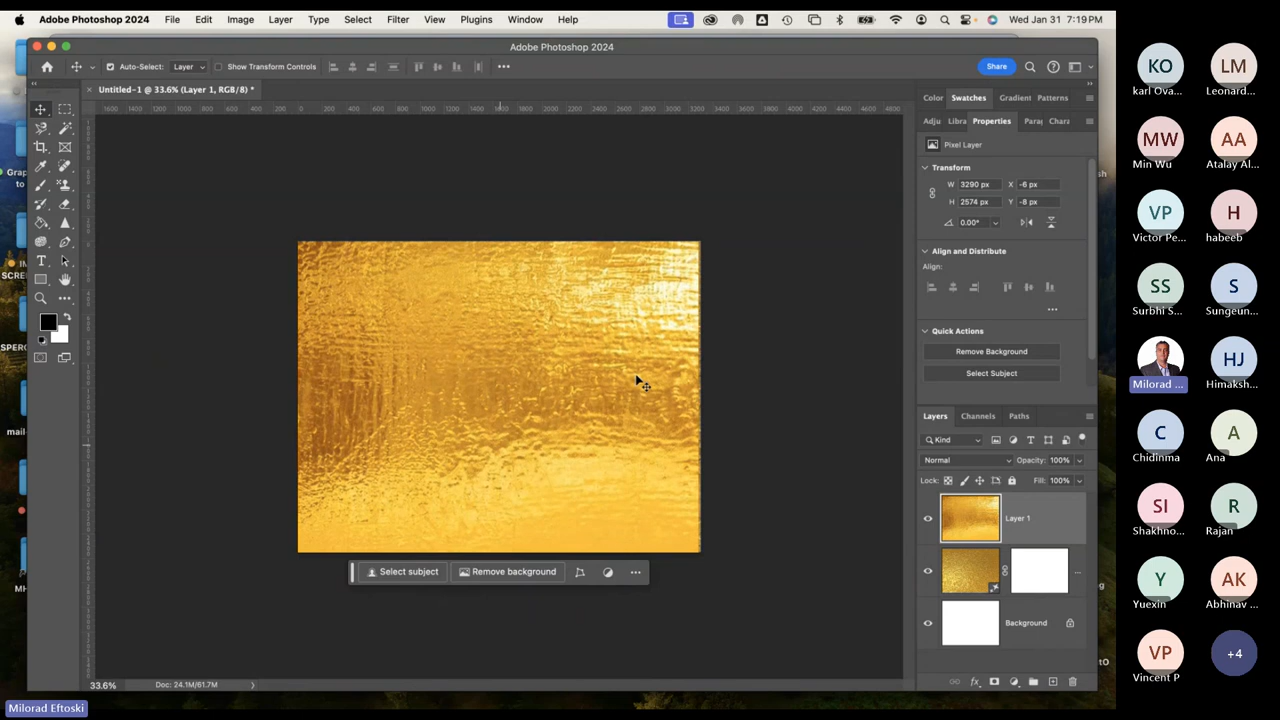 Adobe Photoshop 2024 File Edit Image Layer Type Select Filter View Plugins Window Help Wed Jan 31 7:19 PM
Adobe Photoshop 2024
Auto-Select: Layer Show Transform Controls Share
Untitled-1 @ 33.6% (Layer 1, RGB/8) *
Color Swatches Gradient Patterns
Adju Libra Properties Para Chara
Pixel Layer
Transform
W 3290 px X -6 px
H 2574 px Y -8 px
0.00°
Align and Distribute
Align:
Quick Actions
Remove Background
Select Subject
Layers Channels Paths
Kind
Normal Opacity: 100%
Lock: Fill: 100%
Layer 1
Background
Select subject Remove background
33.6% Doc: 24.1M/61.7M
Milorad Eftoski
KO LM
karl Ova... Leonard...
MW AA
Min Wu Atalay Al...
VP H
Victor Pe... habeeb
SS S
Surbhi S... Sungeun...
HJ
Milorad ... Himaksh...
C A
Chidinma Ana
SI R
Shakhno... Rajan
Y AK
Yuexin Abhinav ...
VP +4
Vincent P